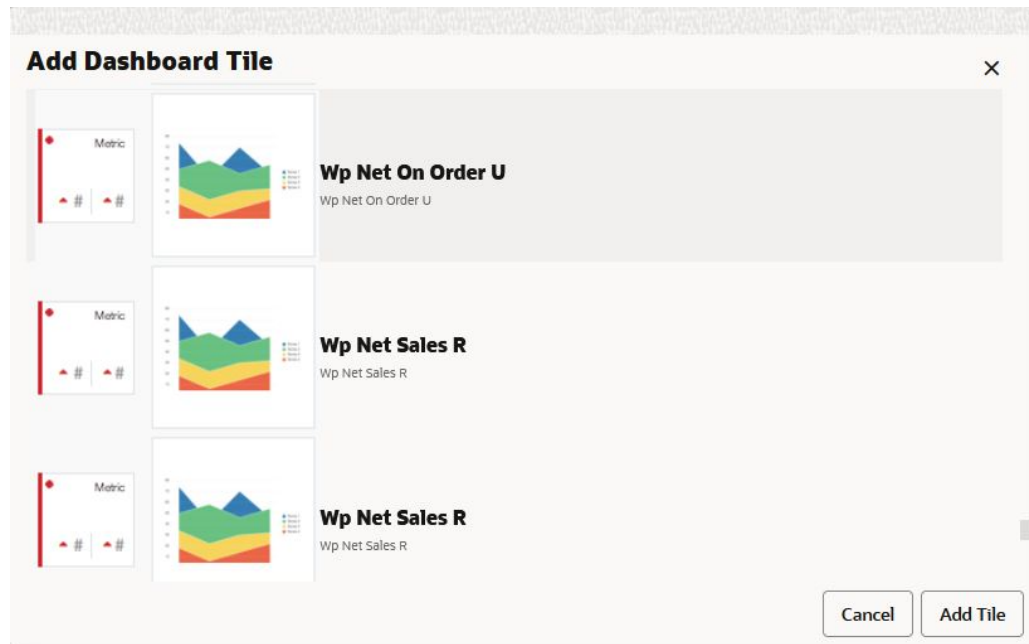 Add Dashboard Tile
Metric
# #
Wp Net On Order U
Wp Net On Order U
Metric
# #
Wp Net Sales R
Wp Net Sales R
Metric
# #
Wp Net Sales R
Wp Net Sales R
Cancel
Add Tile